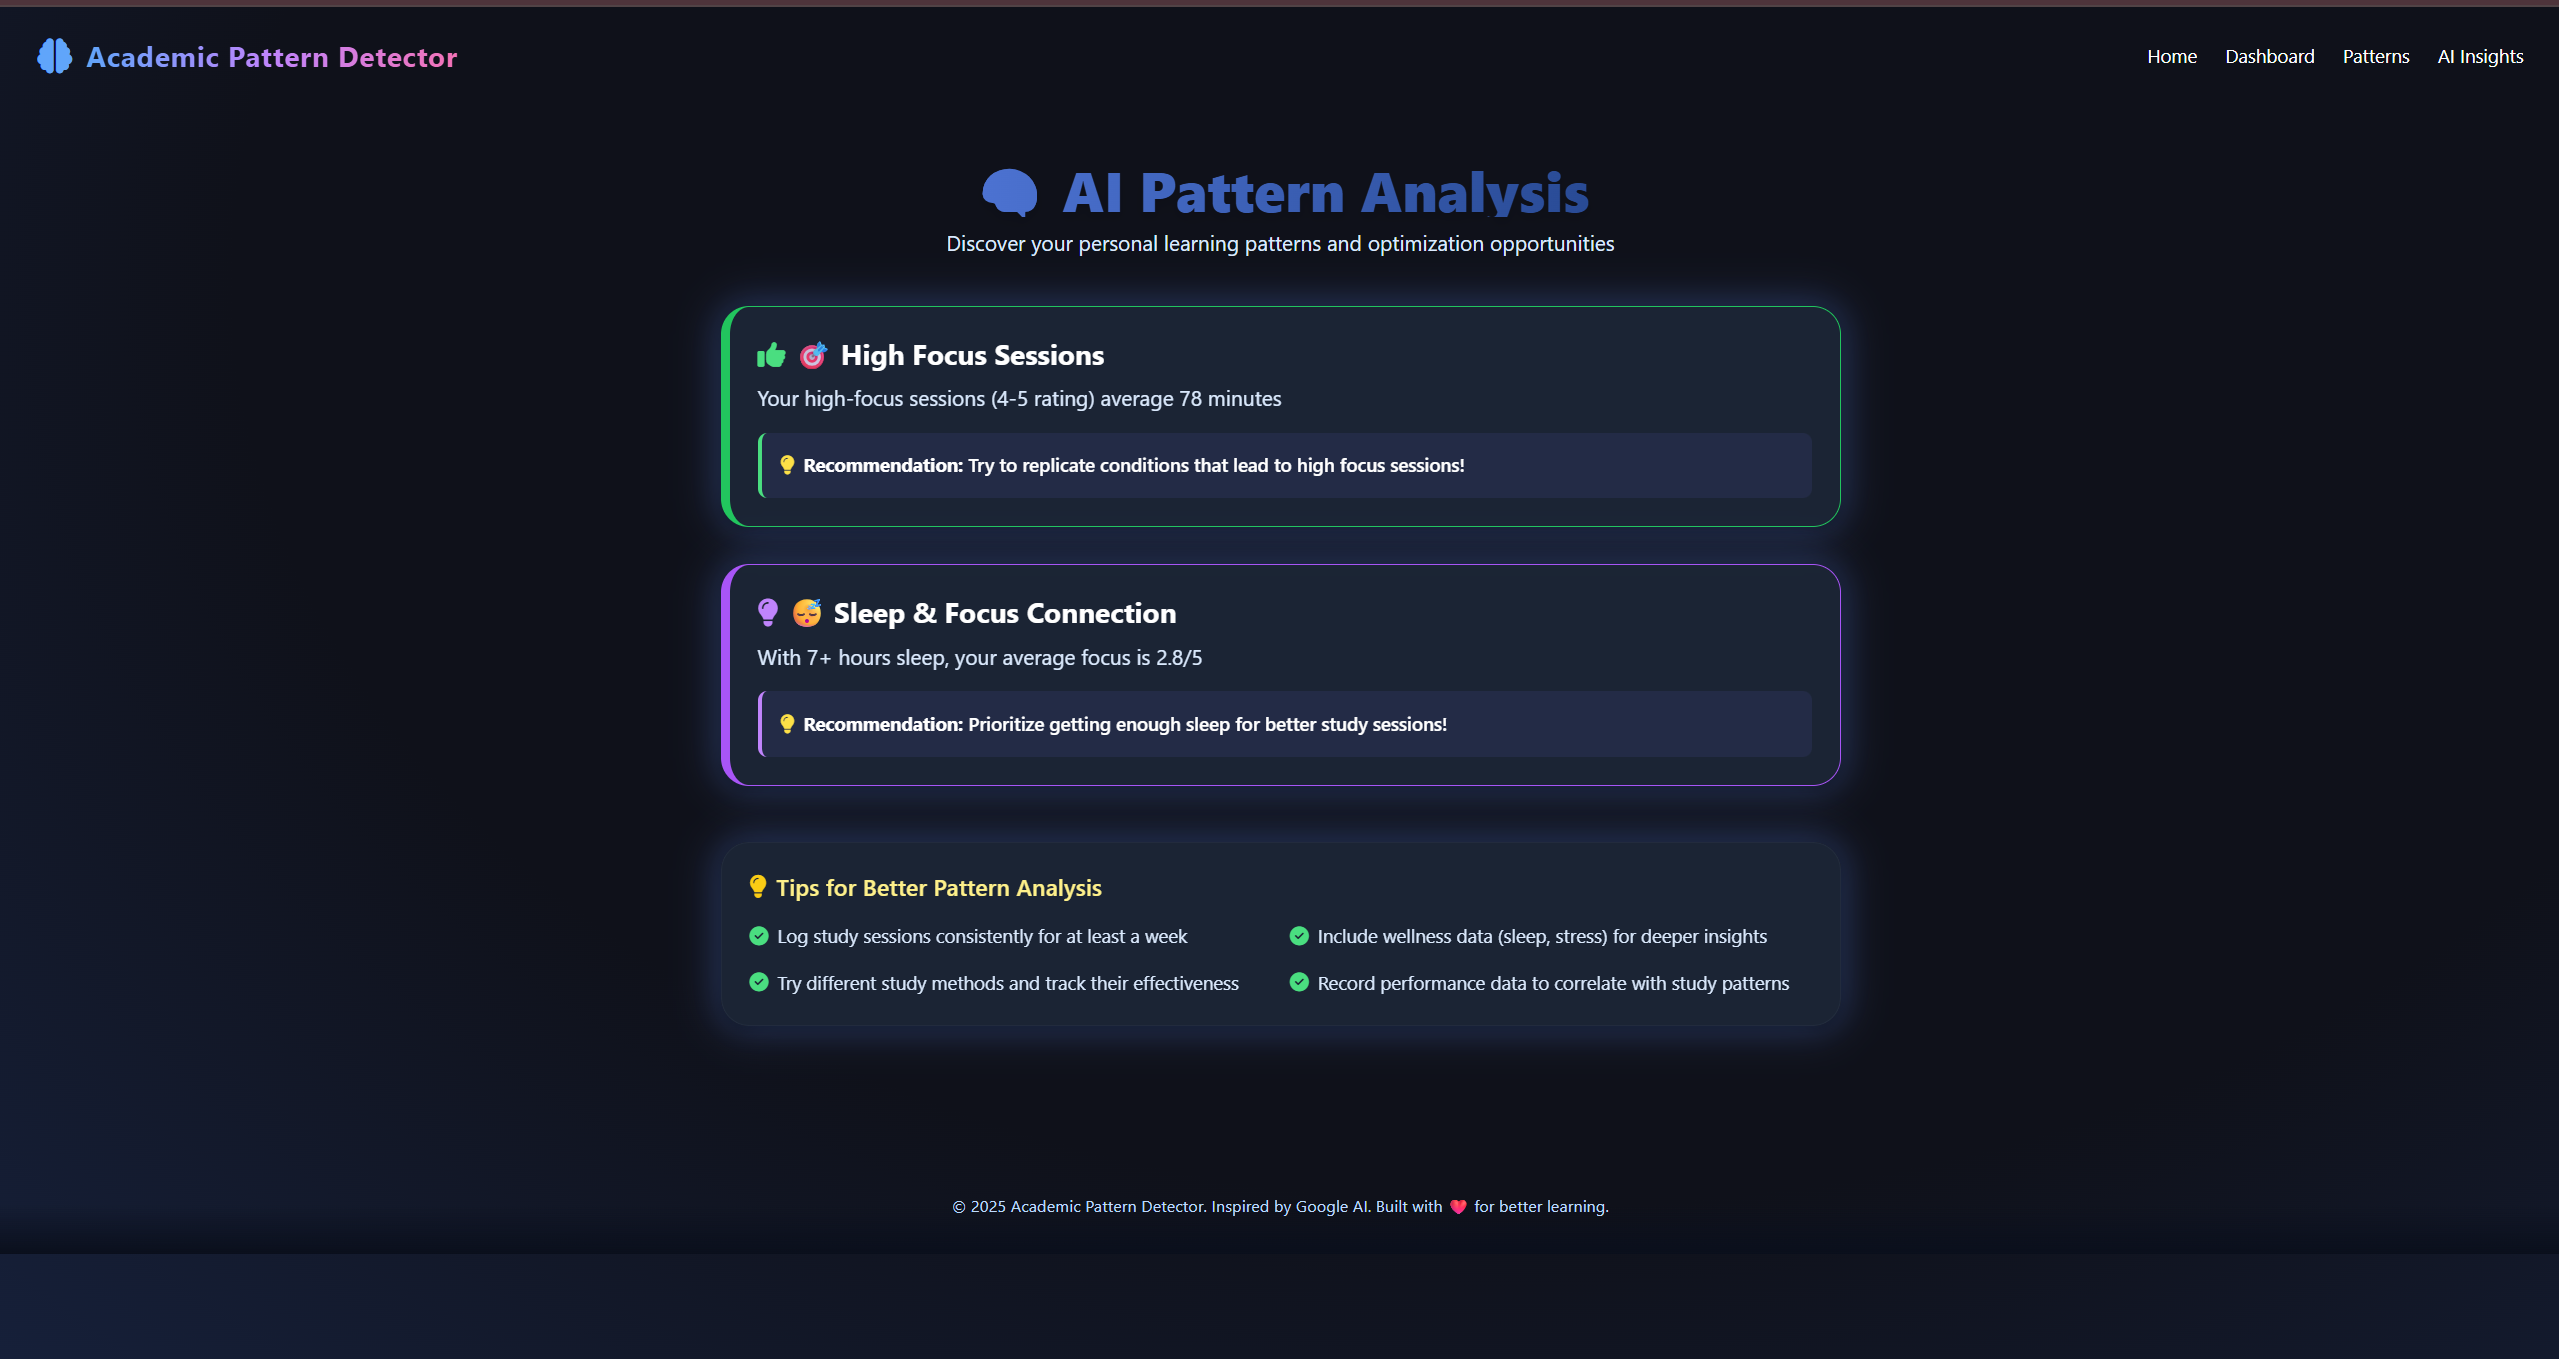 Academic Pattern Detector
Home Dashboard Patterns AI Insights
AI Pattern Analysis
Discover your personal learning patterns and optimization opportunities
👍 🎯 High Focus Sessions
Your high-focus sessions (4-5 rating) average 78 minutes
💡 Recommendation: Try to replicate conditions that lead to high focus sessions!
😴 Sleep & Focus Connection
With 7+ hours sleep, your average focus is 2.8/5
💡 Recommendation: Prioritize getting enough sleep for better study sessions!
Tips for Better Pattern Analysis
Log study sessions consistently for at least a week
Include wellness data (sleep, stress) for deeper insights
Try different study methods and track their effectiveness
Record performance data to correlate with study patterns
© 2025 Academic Pattern Detector. Inspired by Google AI. Built with ❤️ for better learning.